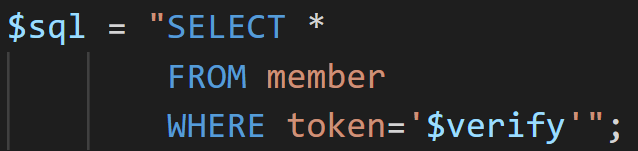 $sql = "SELECT *
FROM member
WHERE token='$verify'";